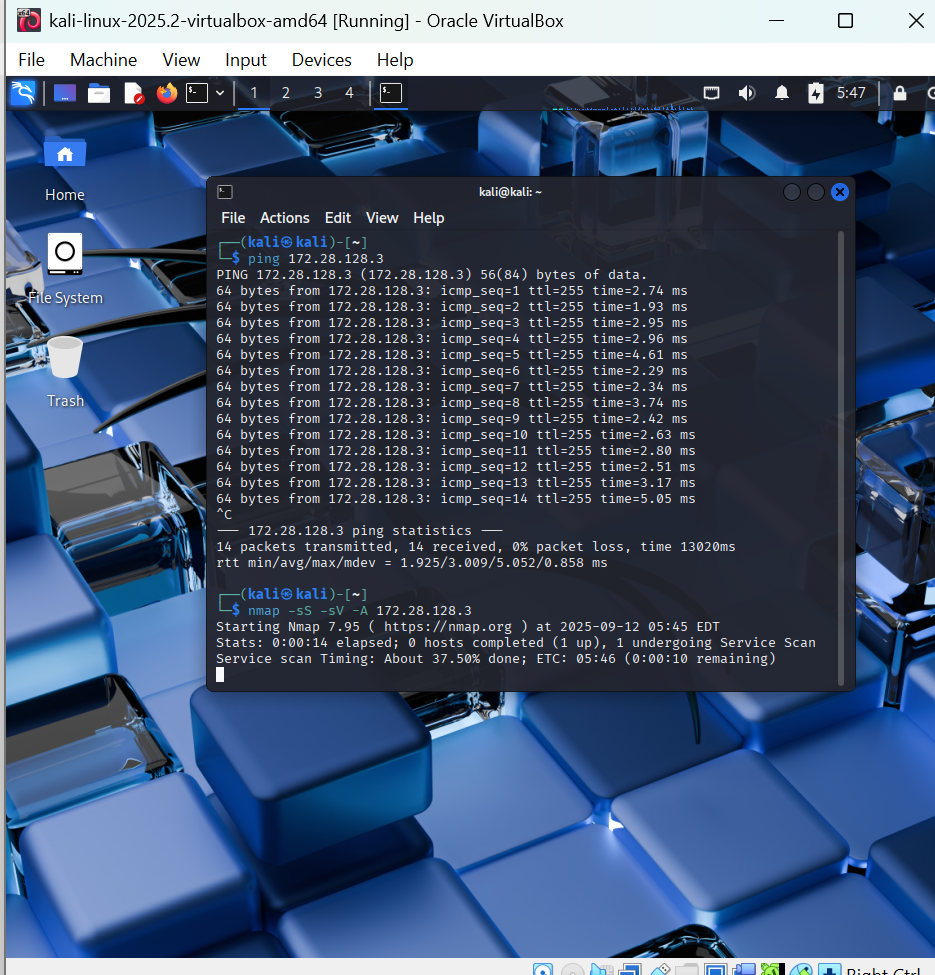 kali-linux-2025.2-virtualbox-amd64 [Running] - Oracle VirtualBox
File Machine View Input Devices Help
1 2 3 4 5:47
Home
File System
Trash
kali@kali: ~
File Actions Edit View Help
┌──(kali㉿kali)-[~]
└─$ ping 172.28.128.3
PING 172.28.128.3 (172.28.128.3) 56(84) bytes of data.
64 bytes from 172.28.128.3: icmp_seq=1 ttl=255 time=2.74 ms
64 bytes from 172.28.128.3: icmp_seq=2 ttl=255 time=1.93 ms
64 bytes from 172.28.128.3: icmp_seq=3 ttl=255 time=2.95 ms
64 bytes from 172.28.128.3: icmp_seq=4 ttl=255 time=2.96 ms
64 bytes from 172.28.128.3: icmp_seq=5 ttl=255 time=4.61 ms
64 bytes from 172.28.128.3: icmp_seq=6 ttl=255 time=2.29 ms
64 bytes from 172.28.128.3: icmp_seq=7 ttl=255 time=2.34 ms
64 bytes from 172.28.128.3: icmp_seq=8 ttl=255 time=3.74 ms
64 bytes from 172.28.128.3: icmp_seq=9 ttl=255 time=2.42 ms
64 bytes from 172.28.128.3: icmp_seq=10 ttl=255 time=2.63 ms
64 bytes from 172.28.128.3: icmp_seq=11 ttl=255 time=2.80 ms
64 bytes from 172.28.128.3: icmp_seq=12 ttl=255 time=2.51 ms
64 bytes from 172.28.128.3: icmp_seq=13 ttl=255 time=3.17 ms
64 bytes from 172.28.128.3: icmp_seq=14 ttl=255 time=5.05 ms
^C
--- 172.28.128.3 ping statistics ---
14 packets transmitted, 14 received, 0% packet loss, time 13020ms
rtt min/avg/max/mdev = 1.925/3.009/5.052/0.858 ms
┌──(kali㉿kali)-[~]
└─$ nmap -sS -sV -A 172.28.128.3
Starting Nmap 7.95 ( https://nmap.org ) at 2025-09-12 05:45 EDT
Stats: 0:00:14 elapsed; 0 hosts completed (1 up), 1 undergoing Service Scan
Service scan Timing: About 37.50% done; ETC: 05:46 (0:00:10 remaining)
Right Ctrl